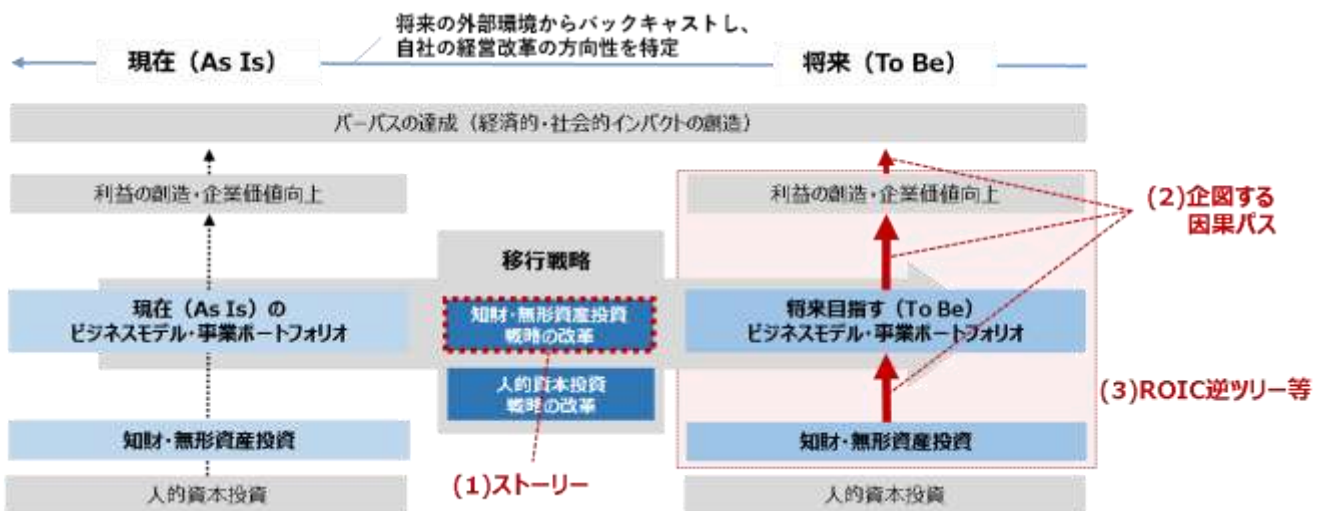 将来の外部環境からバックキャストし、
自社の経営改革の方向性を特定
現在（As Is）
将来（To Be）
パーパスの達成（経済的・社会的インパクトの創造）
利益の創造・企業価値向上
利益の創造・企業価値向上
(2)企図する
因果パス
移行戦略
現在（As Is）の
ビジネスモデル・事業ポートフォリオ
知財・無形資産投資
戦略の改革
将来目指す（To Be）
ビジネスモデル・事業ポートフォリオ
人的資本投資
戦略の改革
(3)ROIC逆ツリー等
知財・無形資産投資
知財・無形資産投資
(1)ストーリー
人的資本投資
人的資本投資